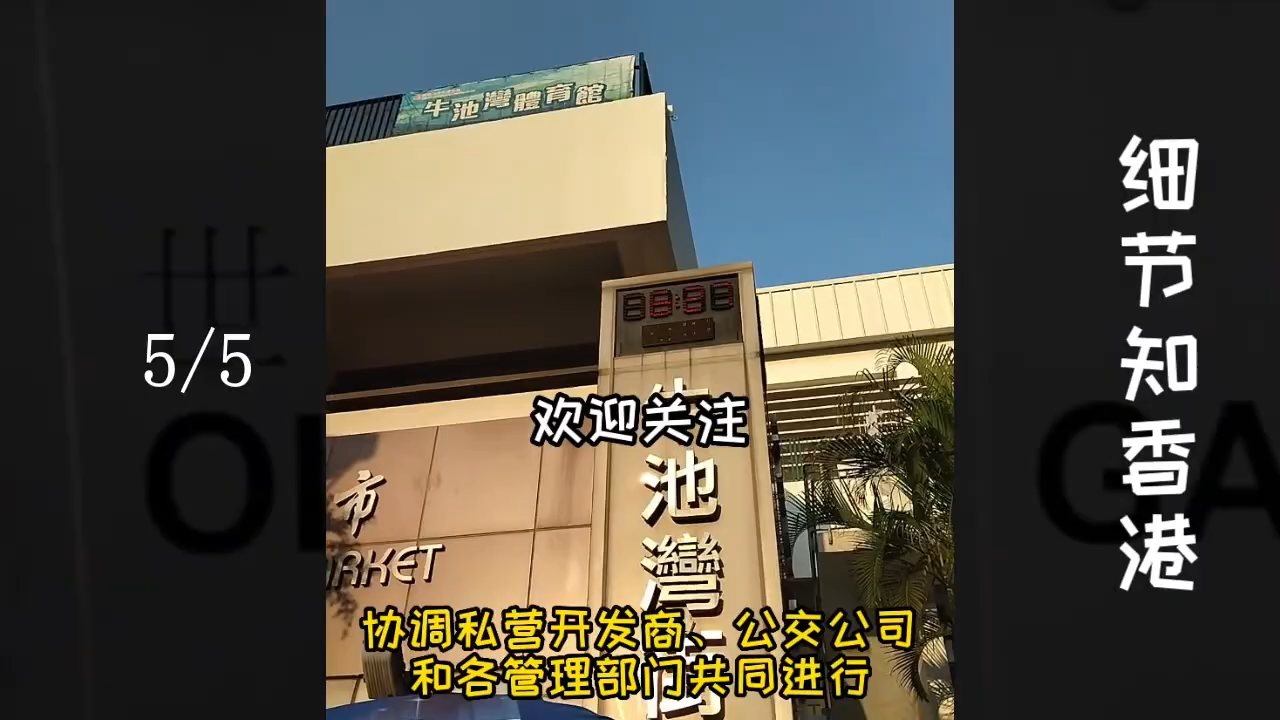 牛池灣體育館
5/5
欢迎关注
细节知香港
池灣街
市
RKET
协调私营开发商、公交公司
和各管理部门共同进行